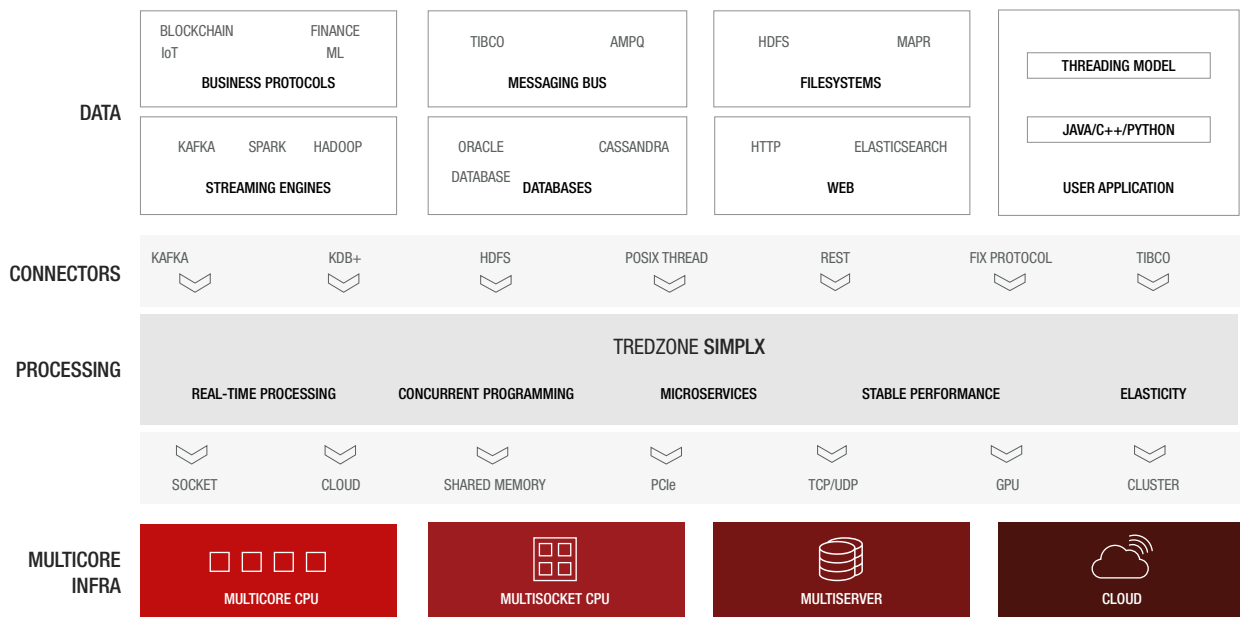 BLOCKCHAIN FINANCE
IoT ML
BUSINESS PROTOCOLS
TIBCO AMPQ
MESSAGING BUS
HDFS MAPR
FILESYSTEMS
THREADING MODEL
JAVA/C++/PYTHON
USER APPLICATION
DATA
KAFKA SPARK HADOOP
STREAMING ENGINES
ORACLE CASSANDRA
DATABASE
DATABASES
HTTP ELASTICSEARCH
WEB
CONNECTORS
KAFKA KDB+ HDFS POSIX THREAD REST FIX PROTOCOL TIBCO
PROCESSING
TREDZONE SIMPLX
REAL-TIME PROCESSING CONCURRENT PROGRAMMING MICROSERVICES STABLE PERFORMANCE ELASTICITY
SOCKET CLOUD SHARED MEMORY PCIe TCP/UDP GPU CLUSTER
MULTICORE
INFRA
MULTICORE CPU MULTISOCKET CPU MULTISERVER CLOUD